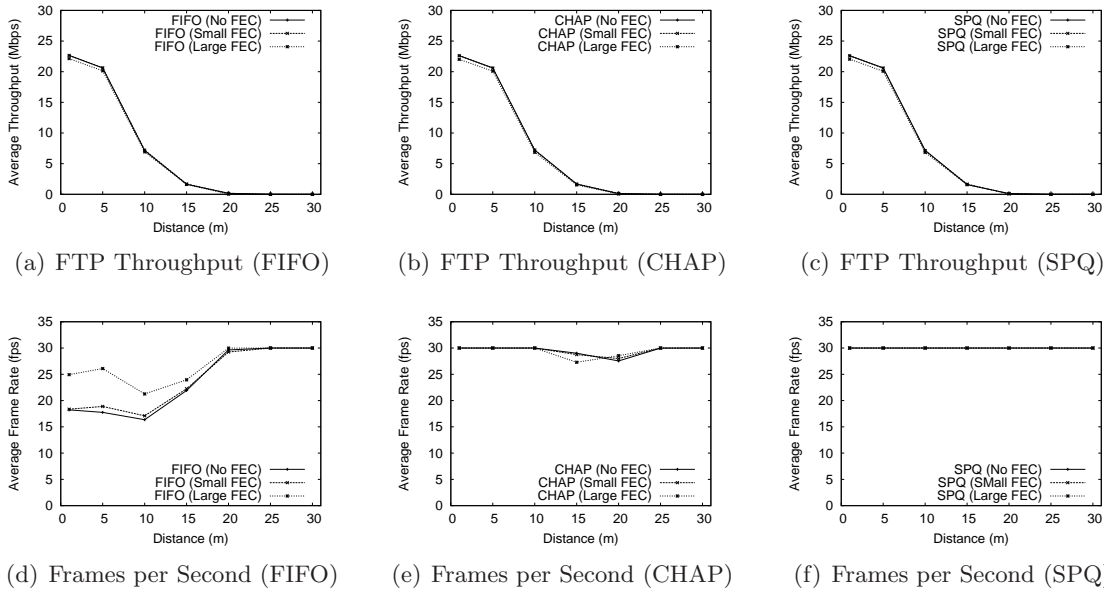 Average Throughput (Mbps)
30
25
20
15
10
5
0
0 5 10 15 20 25 30
Distance (m)
FIFO (No FEC)
FIFO (Small FEC)
FIFO (Large FEC)
(a) FTP Throughput (FIFO)
Average Throughput (Mbps)
30
25
20
15
10
5
0
0 5 10 15 20 25 30
Distance (m)
CHAP (No FEC)
CHAP (Small FEC)
CHAP (Large FEC)
(b) FTP Throughput (CHAP)
Average Throughput (Mbps)
30
25
20
15
10
5
0
0 5 10 15 20 25 30
Distance (m)
SPQ (No FEC)
SPQ (Small FEC)
SPQ (Large FEC)
(c) FTP Throughput (SPQ)
Average Frame Rate (fps)
35
30
25
20
15
10
5
0
0 5 10 15 20 25 30
Distance (m)
FIFO (No FEC)
FIFO (Small FEC)
FIFO (Large FEC)
(d) Frames per Second (FIFO)
Average Frame Rate (fps)
35
30
25
20
15
10
5
0
0 5 10 15 20 25 30
Distance (m)
CHAP (No FEC)
CHAP (Small FEC)
CHAP (Large FEC)
(e) Frames per Second (CHAP)
Average Frame Rate (fps)
35
30
25
20
15
10
5
0
0 5 10 15 20 25 30
Distance (m)
SPQ (No FEC)
SPQ (SMall FEC)
SPQ (Large FEC)
(f) Frames per Second (SPQ)